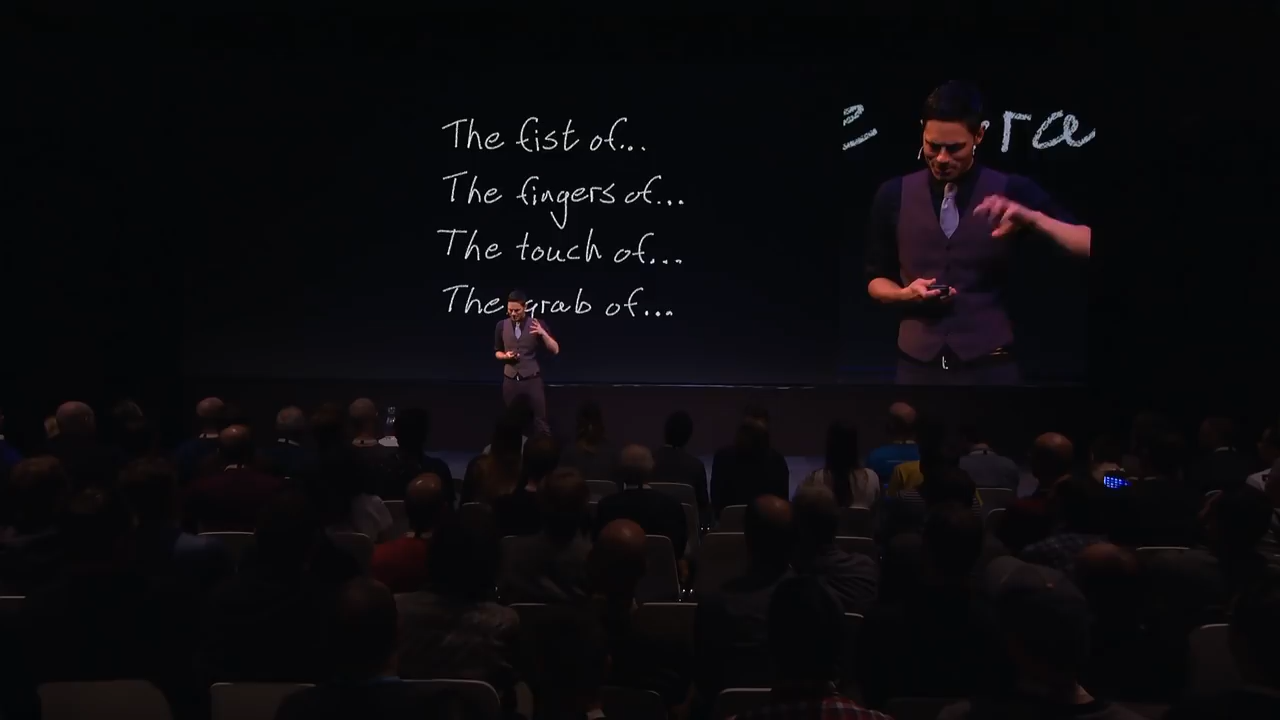 The fist of...
The fingers of...
The touch of...
The grab of...